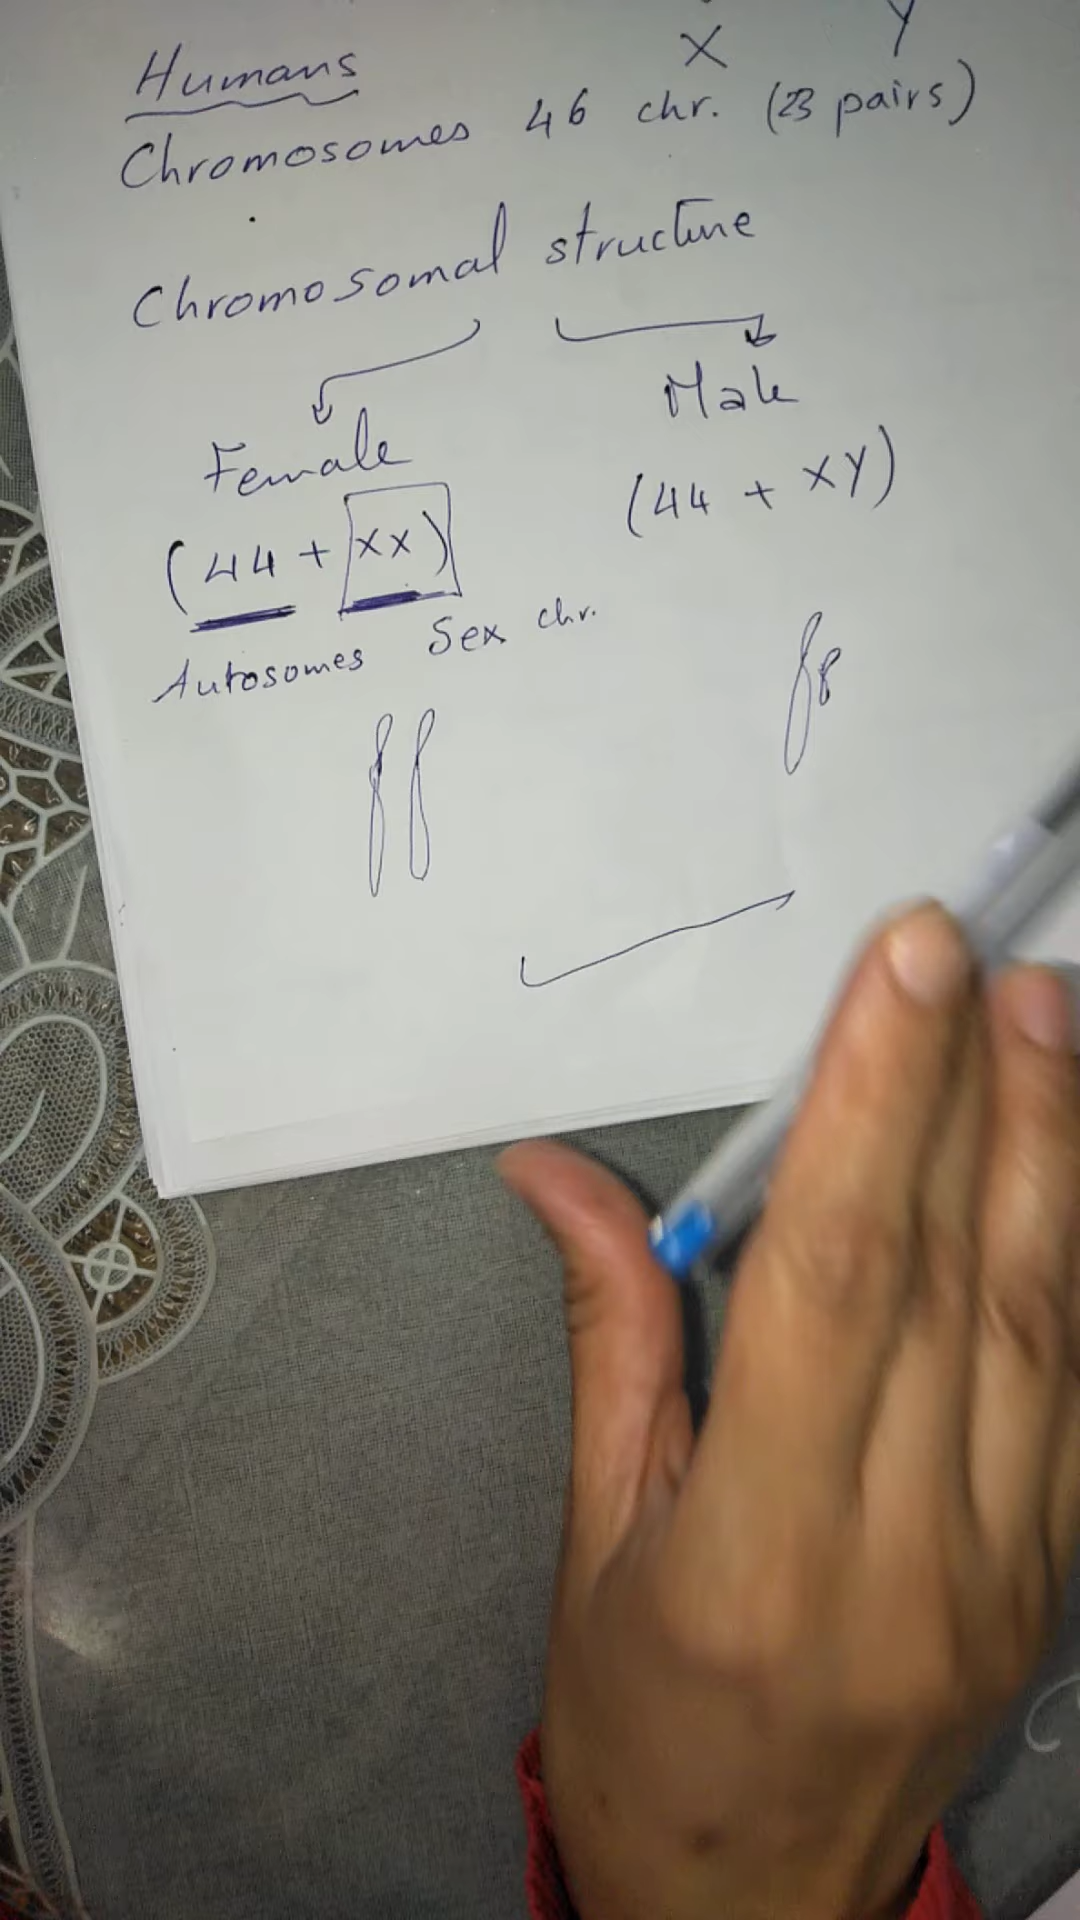 X Y
Humans
Chromosomes 46 chr. (23 pairs)
Chromosomal structure
Female Male
(44 + xx) (44 + XY)
Autosomes Sex chr.